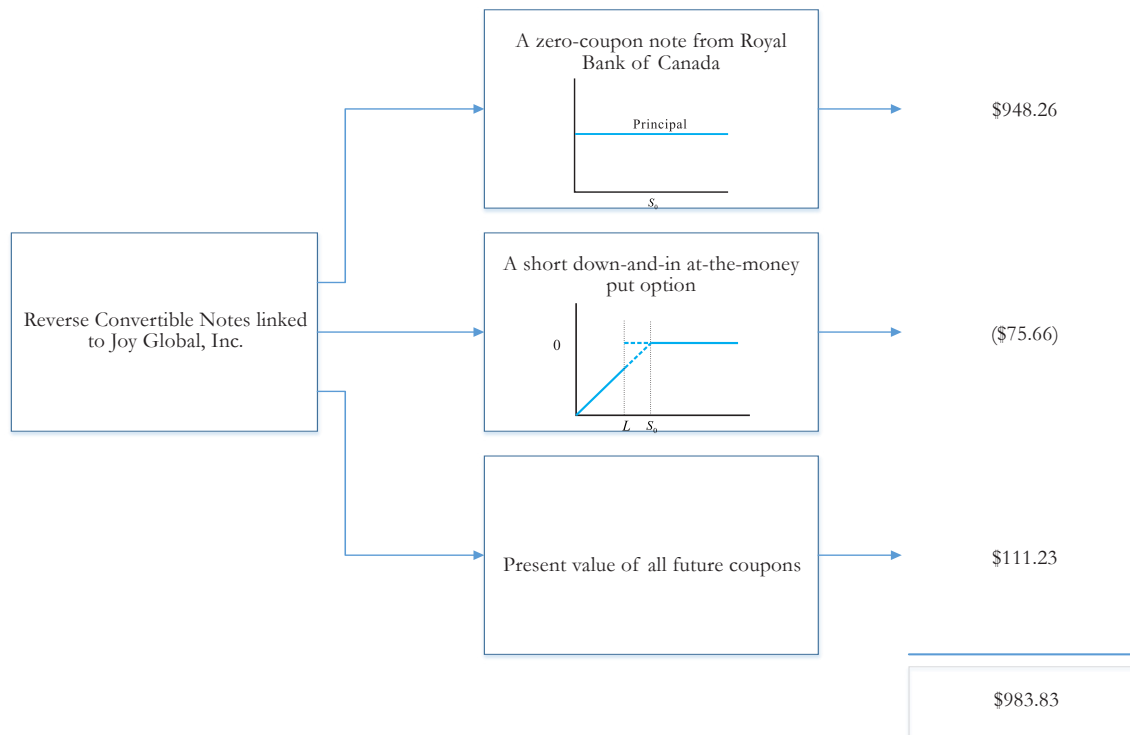 A zero-coupon note from Royal
Bank of Canada
Principal
S₀
$948.26
Reverse Convertible Notes linked
to Joy Global, Inc.
A short down-and-in at-the-money
put option
0
L S₀
($75.66)
Present value of all future coupons
$111.23
$983.83